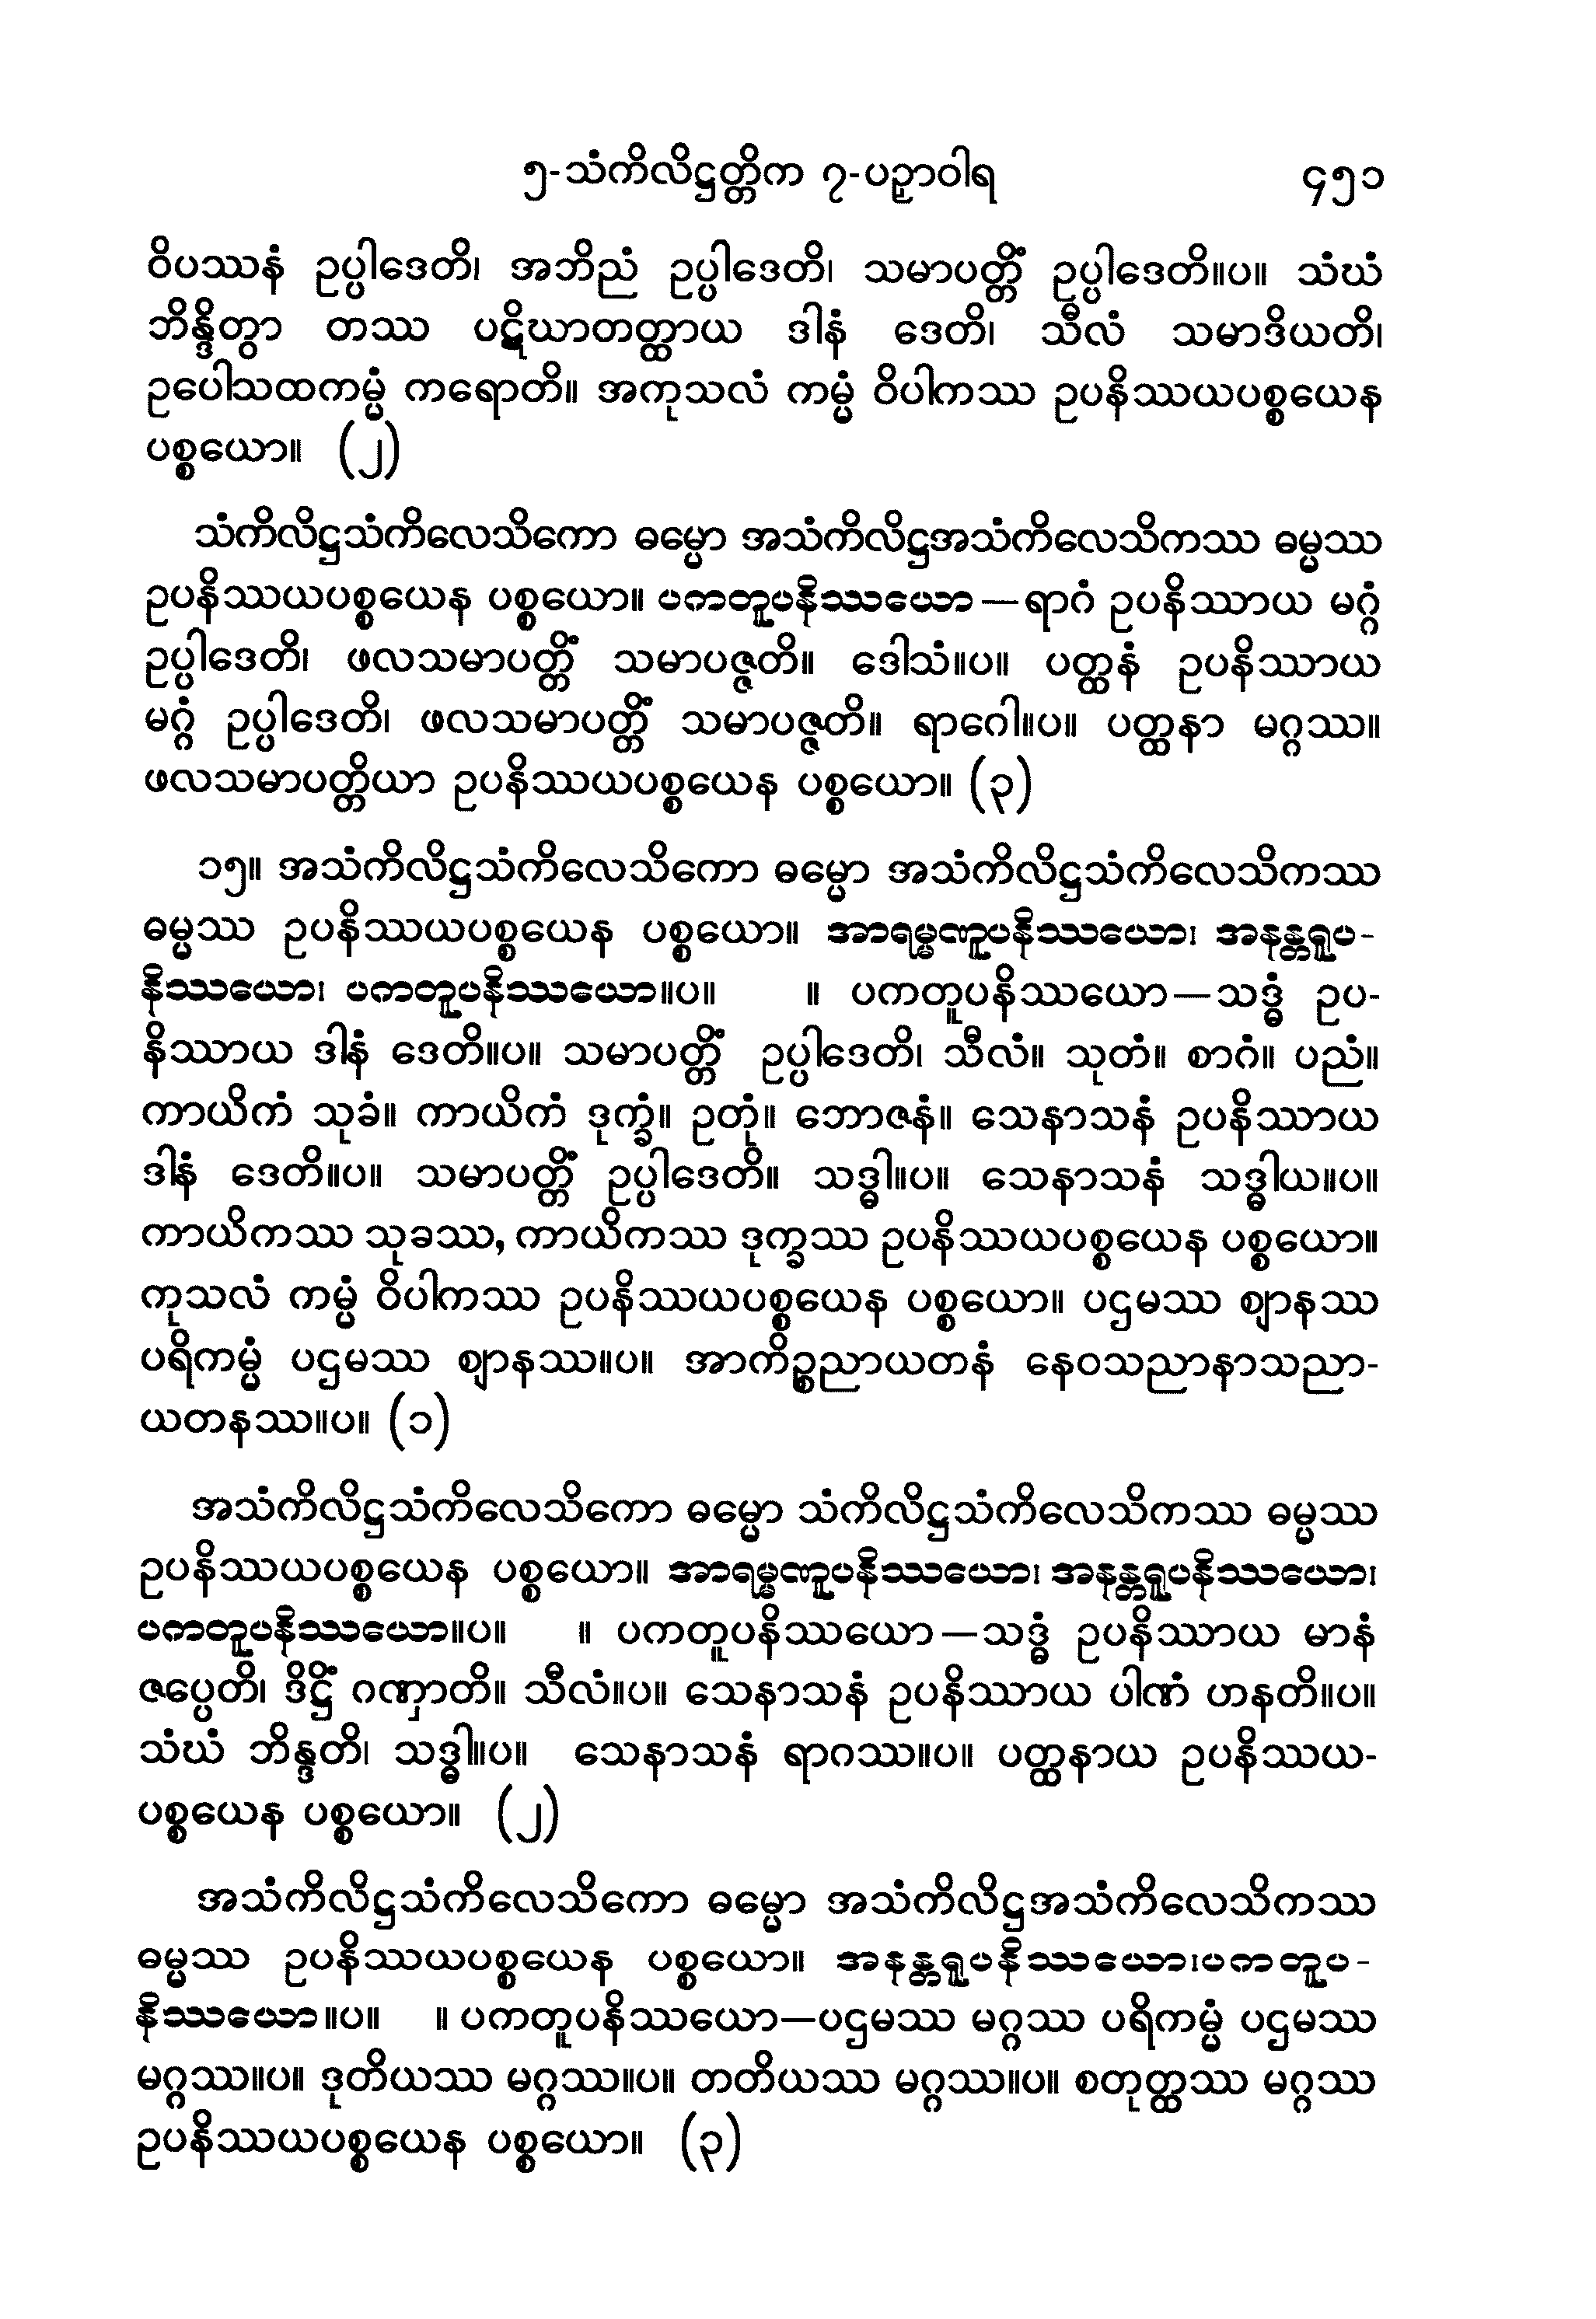 ၅-သံကိလိဋ္ဌတ္တိက ၇-ပဉှာဝါရ ၄၅၁
ဝိပဿနံ ဥပ္ပါဒေတိ၊ အဘိညံ ဥပ္ပါဒေတိ၊ သမာပတ္တိံ ဥပ္ပါဒေတိ။ပ။ သံဃံ
ဘိန္ဒိတွာ တဿ ပဋိဃာတတ္ထာယ ဒါနံ ဒေတိ၊ သီလံ သမာဒိယတိ၊
ဥပေါသထကမ္မံ ကရောတိ။ အကုသလံ ကမ္မံ ဝိပါကဿ ဥပနိဿယပစ္စယေန
ပစ္စယော။ (၂)
သံကိလိဋ္ဌသံကိလေသိကော ဓမ္မော အသံကိလိဋ္ဌအသံကိလေသိကဿ ဓမ္မဿ
ဥပနိဿယပစ္စယေန ပစ္စယော။ ပကတူပနိဿယော—ရာဂံ ဥပနိဿာယ မဂ္ဂံ
ဥပ္ပါဒေတိ၊ ဖလသမာပတ္တိံ သမာပဇ္ဇတိ။ ဒေါသံ။ပ။ ပတ္ထနံ ဥပနိဿာယ
မဂ္ဂံ ဥပ္ပါဒေတိ၊ ဖလသမာပတ္တိံ သမာပဇ္ဇတိ။ ရာဂေါ။ပ။ ပတ္ထနာ မဂ္ဂဿ။
ဖလသမာပတ္တိယာ ဥပနိဿယပစ္စယေန ပစ္စယော။ (၃)
၁၅။ အသံကိလိဋ္ဌသံကိလေသိကော ဓမ္မော အသံကိလိဋ္ဌသံကိလေသိကဿ
ဓမ္မဿ ဥပနိဿယပစ္စယေန ပစ္စယော။ အာရမ္မဏူပနိဿယော၊ အနန္တရူပ-
နိဿယော၊ ပကတူပနိဿယော။ပ။ ။ ပကတူပနိဿယော—သဒ္ဓံ ဥပ-
နိဿာယ ဒါနံ ဒေတိ။ပ။ သမာပတ္တိံ ဥပ္ပါဒေတိ၊ သီလံ။ သုတံ။ စာဂံ။ ပညံ။
ကာယိကံ သုခံ။ ကာယိကံ ဒုက္ခံ။ ဥတုံ။ ဘောဇနံ။ သေနာသနံ ဥပနိဿာယ
ဒါနံ ဒေတိ။ပ။ သမာပတ္တိံ ဥပ္ပါဒေတိ။ သဒ္ဓါ။ပ။ သေနာသနံ သဒ္ဓါယ။ပ။
ကာယိကဿ သုခဿ, ကာယိကဿ ဒုက္ခဿ ဥပနိဿယပစ္စယေန ပစ္စယော။
ကုသလံ ကမ္မံ ဝိပါကဿ ဥပနိဿယပစ္စယေန ပစ္စယော။ ပဌမဿ ဈာနဿ
ပရိကမ္မံ ပဌမဿ ဈာနဿ။ပ။ အာကိဉ္စညာယတနံ နေဝသညာနာသညာ-
ယတနဿ။ပ။ (၁)
အသံကိလိဋ္ဌသံကိလေသိကော ဓမ္မော သံကိလိဋ္ဌသံကိလေသိကဿ ဓမ္မဿ
ဥပနိဿယပစ္စယေန ပစ္စယော။ အာရမ္မဏူပနိဿယော၊ အနန္တရူပနိဿယော၊
ပကတူပနိဿယော။ပ။ ။ ပကတူပနိဿယော—သဒ္ဓံ ဥပနိဿာယ မာနံ
ဇပ္ပေတိ၊ ဒိဋ္ဌိံ ဂဏှာတိ။ သီလံ။ပ။ သေနာသနံ ဥပနိဿာယ ပါဏံ ဟနတိ။ပ။
သံဃံ ဘိန္ဒတိ၊ သဒ္ဓါ။ပ။ သေနာသနံ ရာဂဿ။ပ။ ပတ္ထနာယ ဥပနိဿယ-
ပစ္စယေန ပစ္စယော။ (၂)
အသံကိလိဋ္ဌသံကိလေသိကော ဓမ္မော အသံကိလိဋ္ဌအသံကိလေသိကဿ
ဓမ္မဿ ဥပနိဿယပစ္စယေန ပစ္စယော။ အနန္တရူပနိဿယော၊ပကတူပ-
နိဿယော။ပ။ ။ ပကတူပနိဿယော—ပဌမဿ မဂ္ဂဿ ပရိကမ္မံ ပဌမဿ
မဂ္ဂဿ။ပ။ ဒုတိယဿ မဂ္ဂဿ။ပ။ တတိယဿ မဂ္ဂဿ။ပ။ စတုတ္ထဿ မဂ္ဂဿ
ဥပနိဿယပစ္စယေန ပစ္စယော။ (၃)